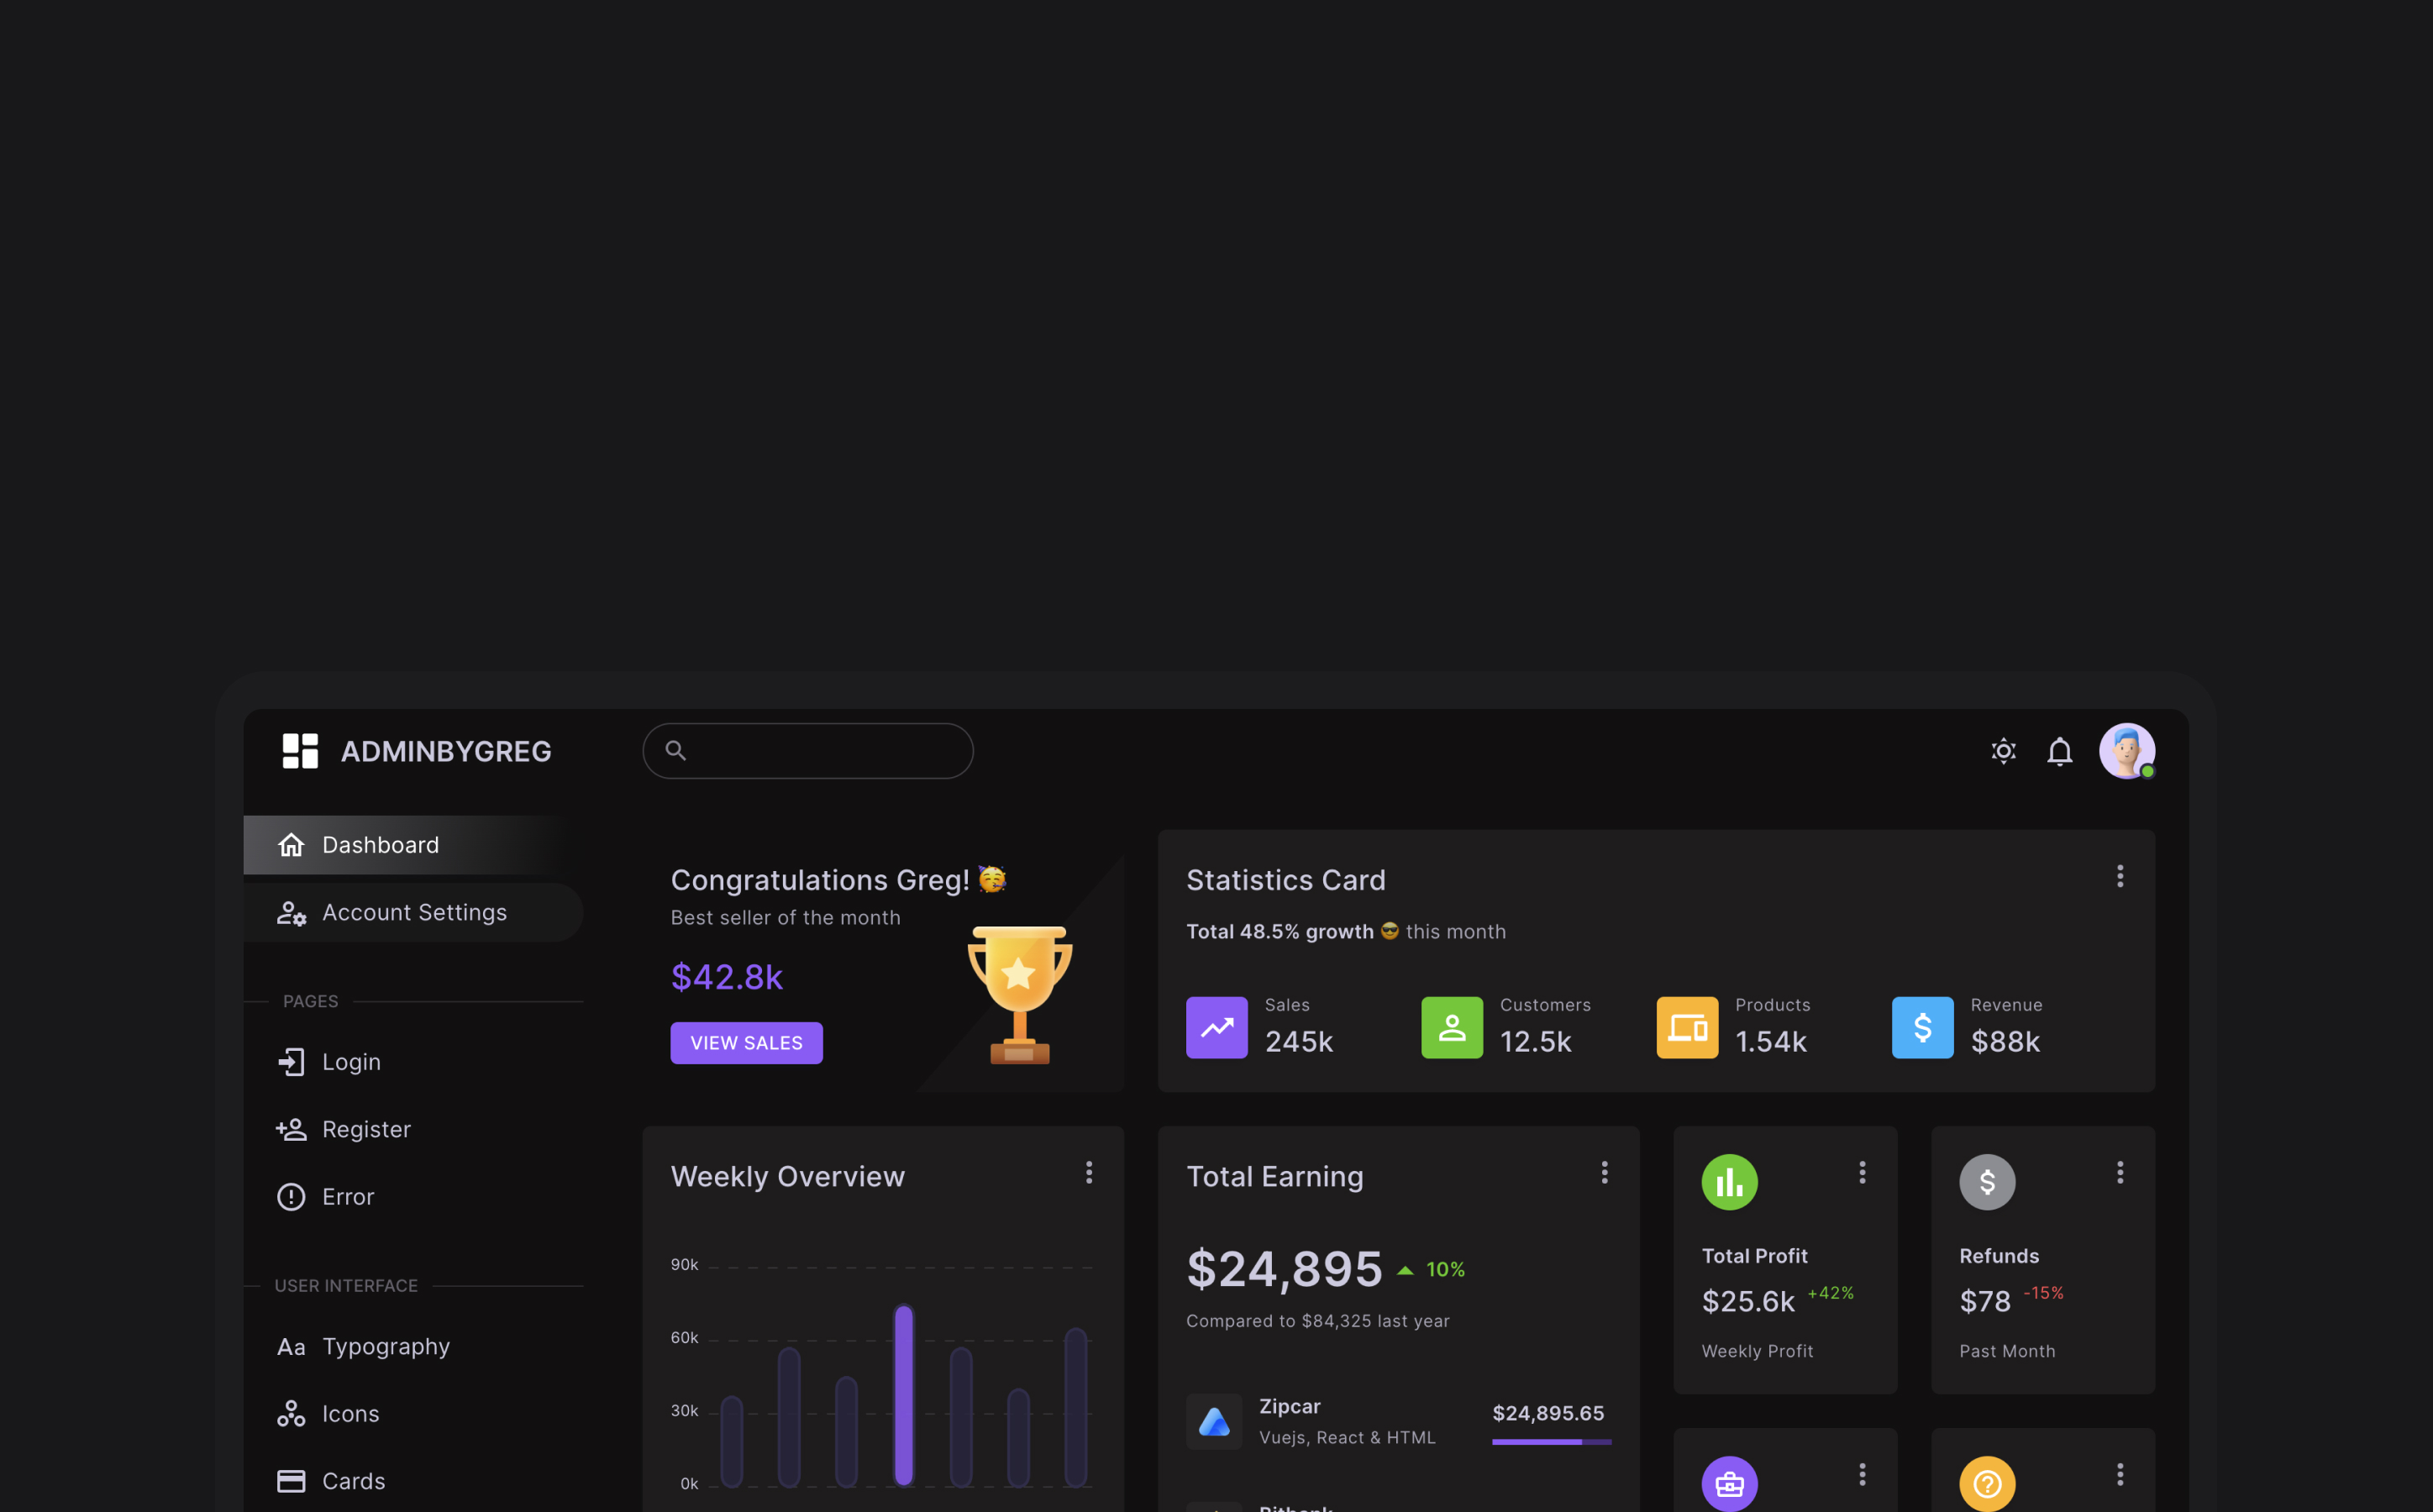 ADMINBYGREG
Dashboard
Account Settings
PAGES
Login
Register
Error
USER INTERFACE
Aa Typography
Icons
Cards
Congratulations Greg! 🥳
Best seller of the month
$42.8k
VIEW SALES
Statistics Card
Total 48.5% growth 😎 this month
Sales
245k
Customers
12.5k
Products
1.54k
Revenue
$88k
Weekly Overview
90k
60k
30k
0k
Total Earning
$24,895 10%
Compared to $84,325 last year
Zipcar
Vuejs, React & HTML
$24,895.65
Total Profit
$25.6k +42%
Weekly Profit
Refunds
$78 -15%
Past Month